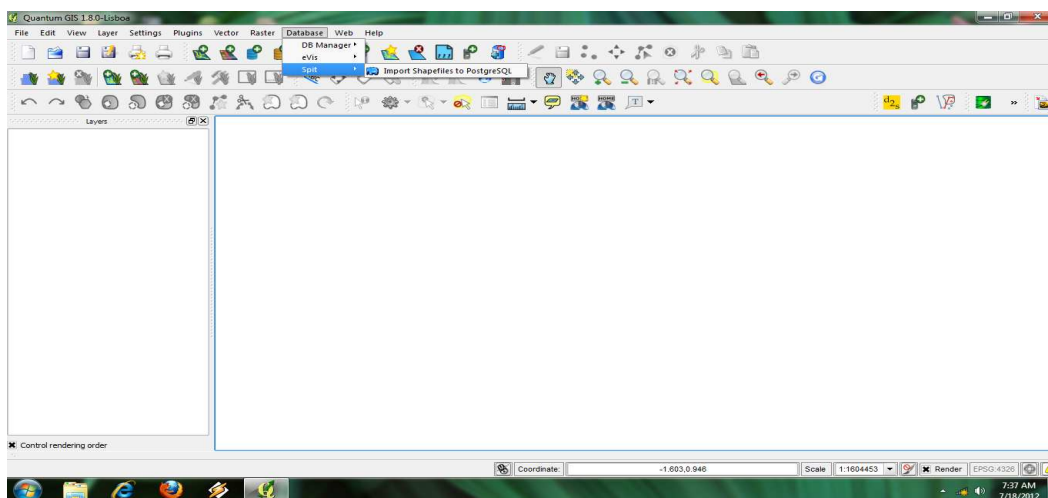 Quantum GIS 1.8.0-Lisboa
File Edit View Layer Settings Plugins Vector Raster Database Web Help
DB Manager
eVis
Spit
Import Shapefiles to PostgreSQL
T
Layers
Control rendering order
Coordinate: -1.603,0.946 Scale 1:1604453 Render EPSG:4326
7:37 AM
7/18/2012